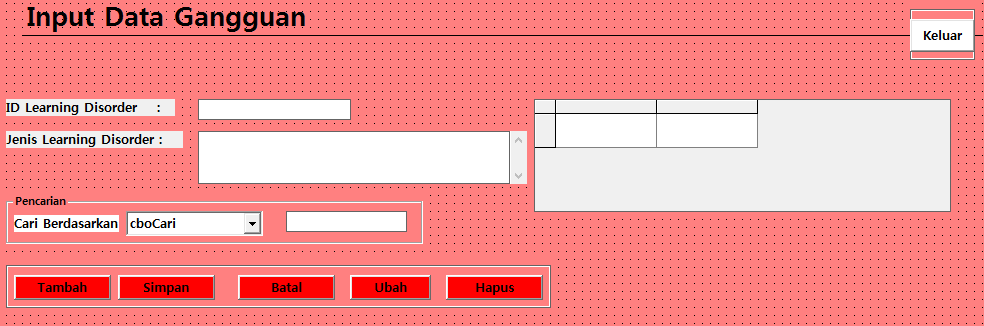 Input Data Gangguan
Keluar
ID Learning Disorder :
Jenis Learning Disorder :
Pencarian
Cari Berdasarkan cboCari
Tambah Simpan Batal Ubah Hapus